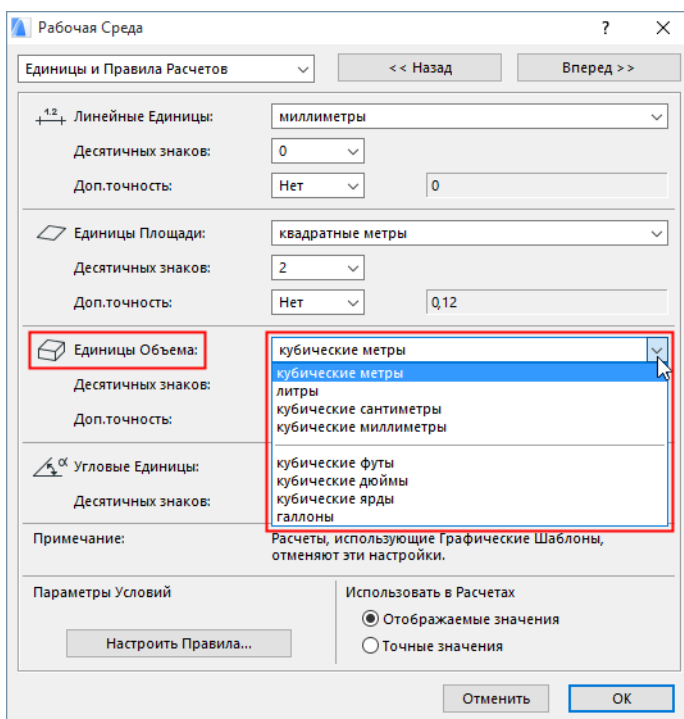 Рабочая Среда
Единицы и Правила Расчетов
<< Назад
Вперед >>
1.2 Линейные Единицы: миллиметры
Десятичных знаков: 0
Доп.точность: Нет 0
Единицы Площади: квадратные метры
Десятичных знаков: 2
Доп.точность: Нет 0,12
Единицы Объема: кубические метры
кубические метры
Десятичных знаков: литры
кубические сантиметры
Доп.точность: кубические миллиметры
α Угловые Единицы: кубические футы
кубические дюймы
Десятичных знаков: кубические ярды
галлоны
Примечание: Расчеты, использующие Графические Шаблоны,
отменяют эти настройки.
Параметры Условий
Настроить Правила...
Использовать в Расчетах
Отображаемые значения
Точные значения
Отменить
ОК